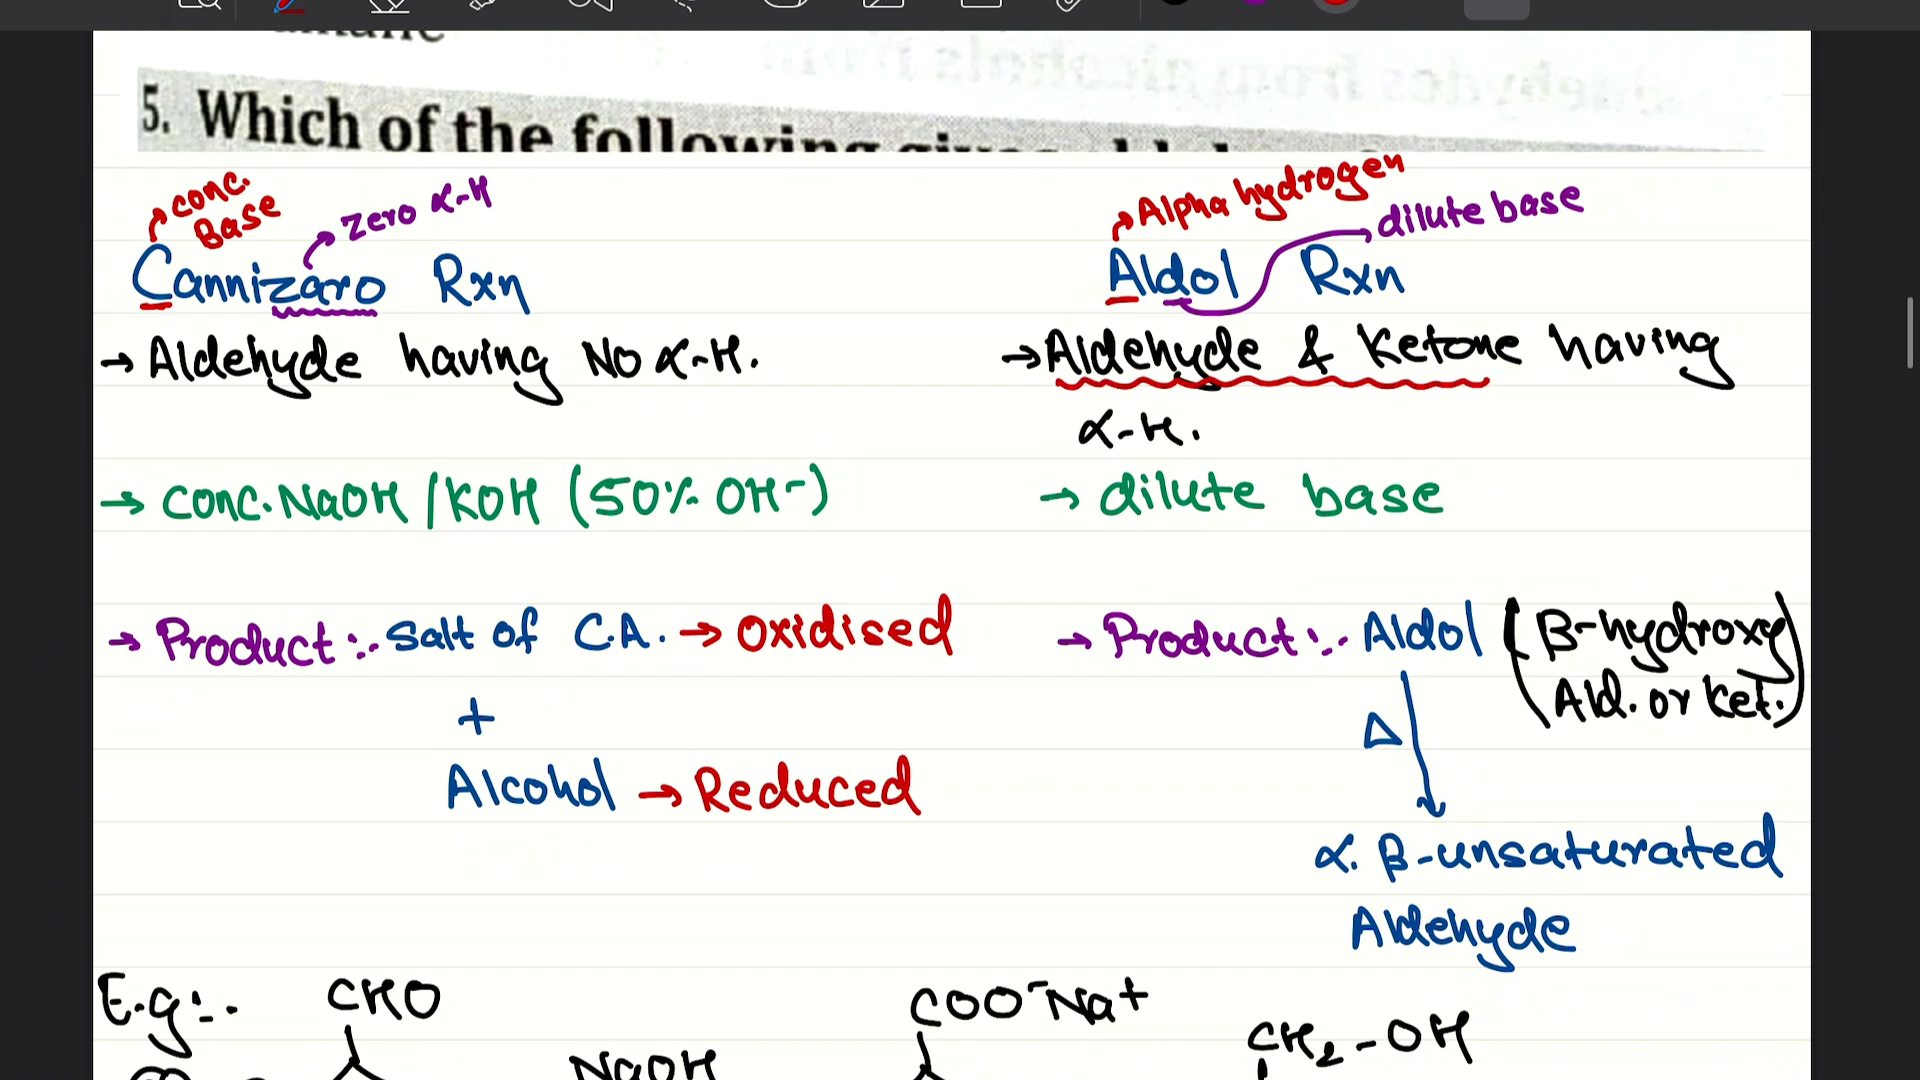 5. Which of the following gives
conc.
Base
zero α-H
Cannizaro Rxn
→ Aldehyde having No α-H.
→ conc. NaOH / KOH (50% OH-)
→ Product :- Salt of C.A. → Oxidised
+
Alcohol → Reduced
Alpha hydrogen
dilute base
Aldol Rxn
→ Aldehyde & Ketone having
α-H.
→ dilute base
→ Product :- Aldol (β-hydroxy
Ald. or Ket.)
Δ
α. β-unsaturated
Aldehyde
E.g :-
CHO
NaOH
COO-Na+
CH2-OH